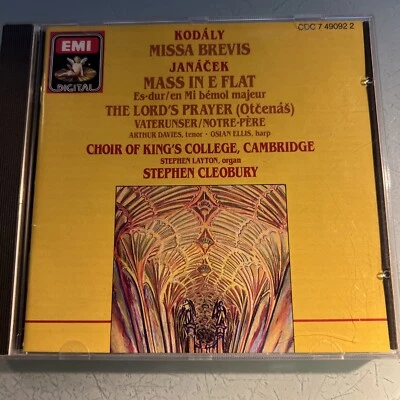 CDC 7 49092 2
EMI
DIGITAL
KODÁLY
MISSA BREVIS
JANÁČEK
MASS IN E FLAT
Es-dur/en Mi bémol majeur
THE LORD'S PRAYER (Otčenáš)
VATERUNSER/NOTRE-PÈRE
ARTHUR DAVIES, tenor · OSIAN ELLIS, harp
CHOIR OF KING'S COLLEGE, CAMBRIDGE
STEPHEN LAYTON, organ
STEPHEN CLEOBURY